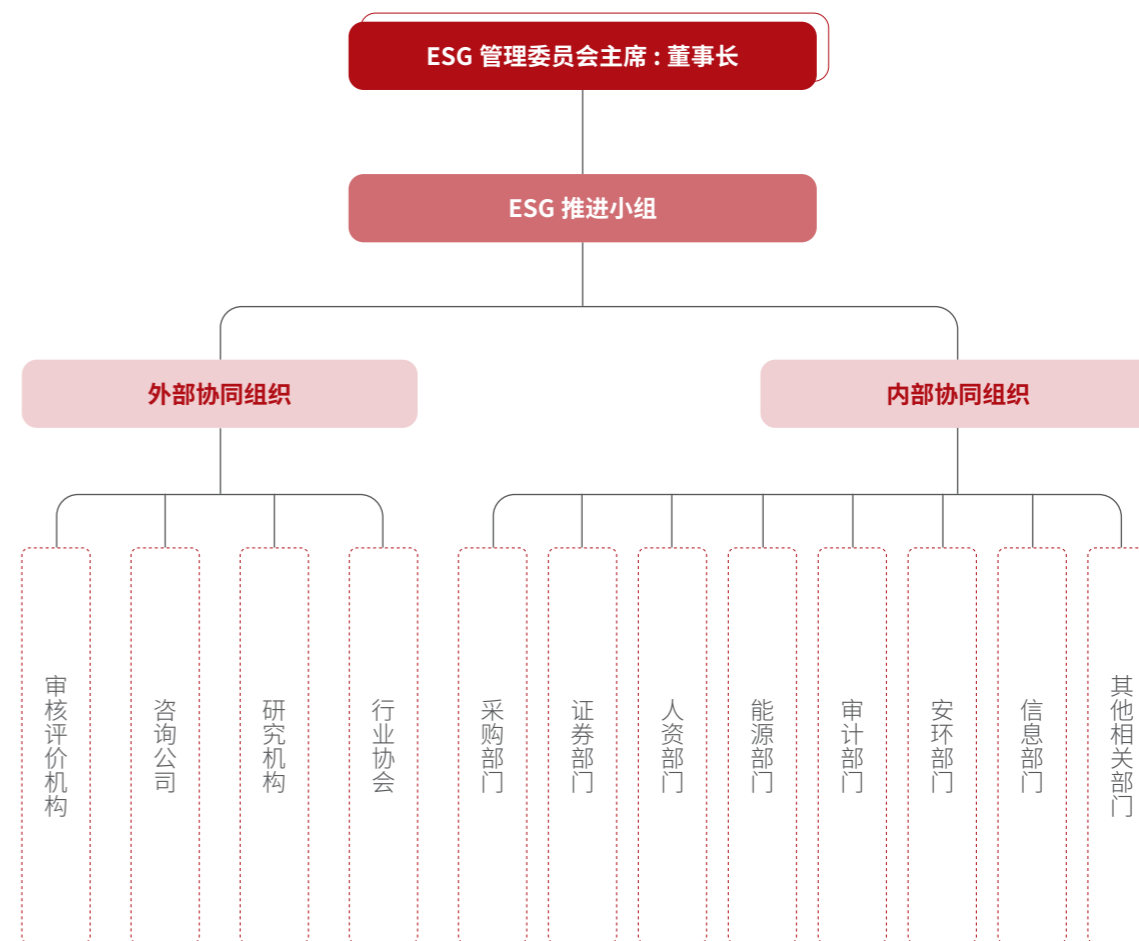 ESG 管理委员会主席 : 董事长
ESG 推进小组
外部协同组织
内部协同组织
审核评价机构
咨询公司
研究机构
行业协会
采购部门
证券部门
人资部门
能源部门
审计部门
安环部门
信息部门
其他相关部门